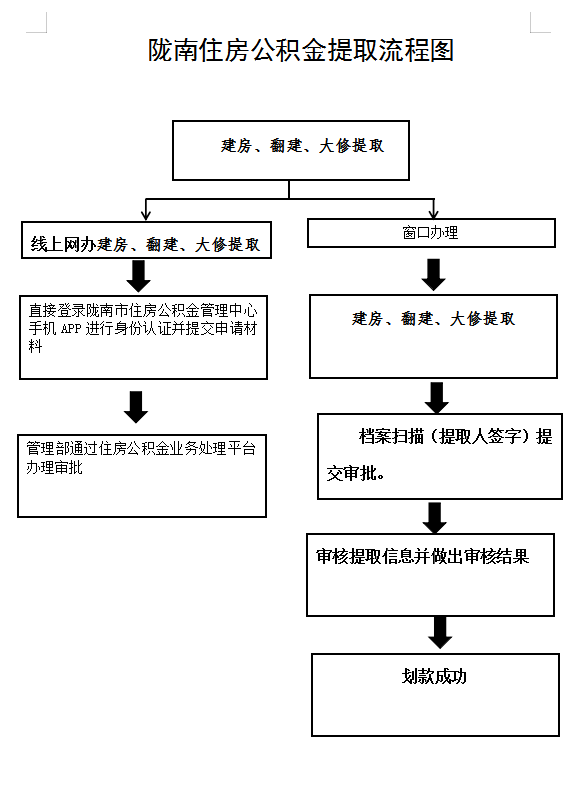 陇南住房公积金提取流程图
建房、翻建、大修提取
线上网办建房、翻建、大修提取
直接登录陇南市住房公积金管理中心
手机 APP 进行身份认证并提交申请材
料
管理部通过住房公积金业务处理平台
办理审批
窗口办理
建房、翻建、大修提取
档案扫描（提取人签字）提
交审批。
审核提取信息并做出审核结果
划款成功